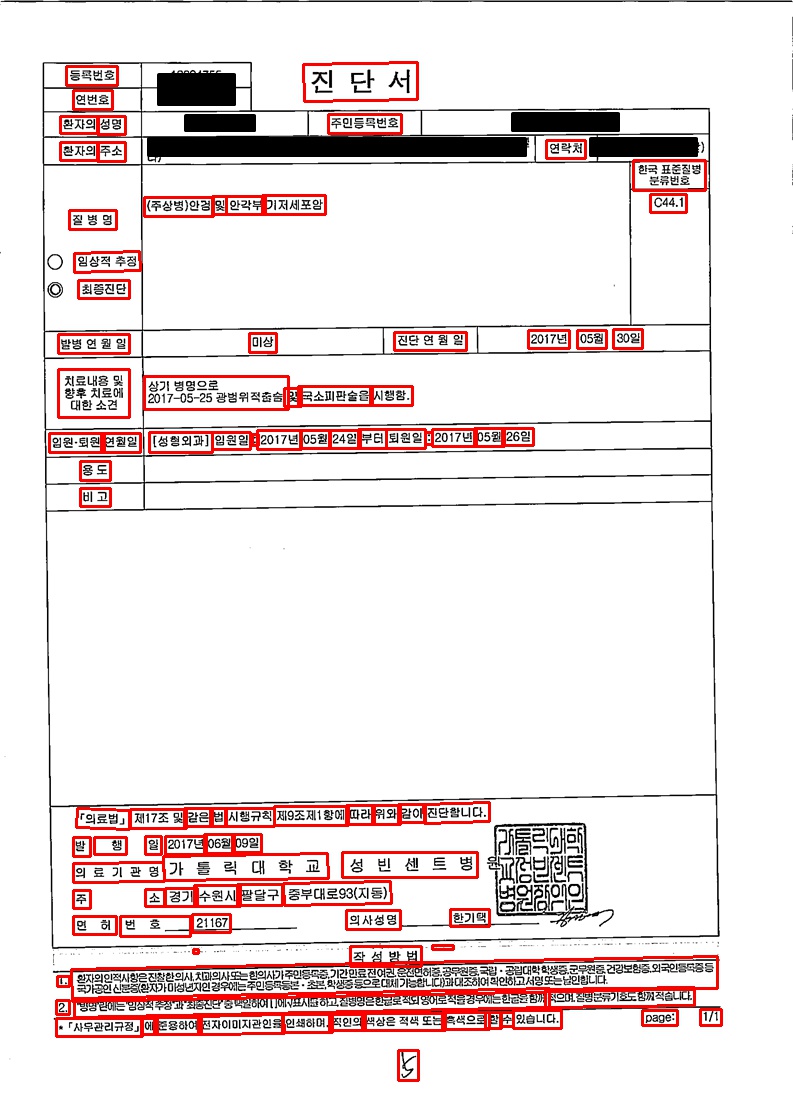 등록번호
진 단 서
연번호
환자의 성명 주민등록번호
환자의 주소 연락처
한국 표준질병 분류번호
질 병 명 (주상병)안검 및 안각부 기저세포암 C44.1
임상적 추정
최종진단
발병 연 월 일 미상 진단 연 월 일 2017년 05월 30일
치료내용 및 향후 치료에 대한 소견
상기 병명으로
2017-05-25 광범위적출술 및 국소피판술을 시행함.
입원·퇴원 연월일 [성형외과] 입원일 : 2017년 05월 24일 부터 퇴원일 : 2017년 05월 26일
용 도
비 고
「의료법」 제17조 및 같은 법 시행규칙 제9조제1항에 따라 위와 같이 진단합니다.
발 행 일 2017년 06월 09일
의 료 기 관 명 가 톨 릭 대 학 교 성 빈 센 트 병 원
주 소 경기 수원시 팔달구 중부대로93(지동)
면 허 번 호 21167 의사성명 한기택
작 성 방 법
1. 환자의 인적사항은 진찰한 의사, 치과의사 또는 한의사가 주민등록증, 기간 만료 전 여권, 운전면허증, 공무원증, 국립·공립대학 학생증, 군무원증, 건강보험증, 외국인등록증 등
국가공인 신분증(환자가 미성년자인 경우에는 주민등록등본·초본, 학생증 등으로 대체 가능합니다)과 대조하여 확인하고 서명 또는 날인합니다.
2. "병명"란에는 "임상적 추정"과 "최종진단" 중 택일하여 [ ]에 √표시를 하고, 질병명은 한글로 적되 영어로 적을 경우에는 한글을 함께 적으며, 질병분류기호도 함께 적습니다.
* 「사무관리규정」에 준용하여 전자이미지관인을 인쇄하며, 직인의 색상은 적색 또는 흑색으로 할 수 있습니다. page: 1/1